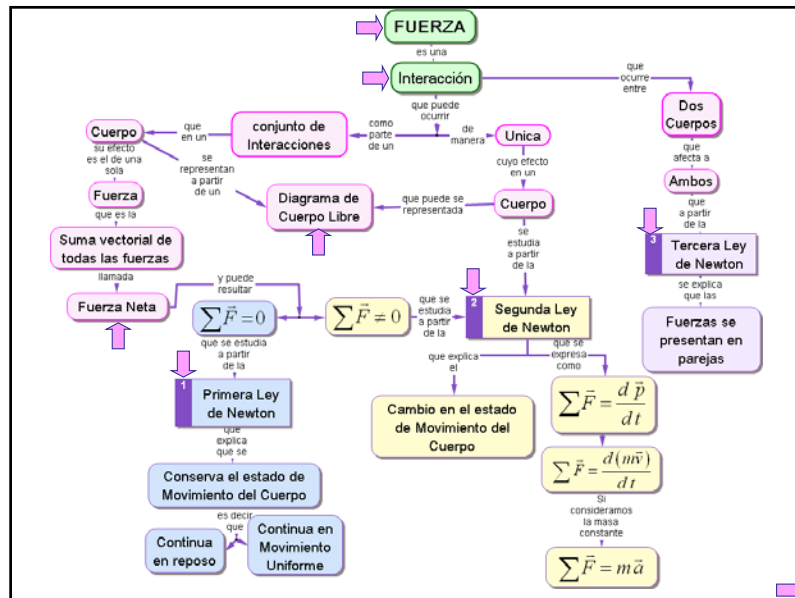 FUERZA
es una
Interacción
que
ocurre
entre
que puede
ocurrir
Dos
Cuerpos
que
afecta a
Ambos
que
a partir
de la
3
Tercera Ley
de Newton
se explica
que las
Fuerzas se
presentan en
parejas
como
parte de
un
conjunto de
Interacciones
que
en un
Cuerpo
su efecto
es el de una
sola
Fuerza
que es la
Suma vectorial de
todas las fuerzas
llamada
Fuerza Neta
se
representan
a partir
de un
Diagrama de
Cuerpo Libre
de
manera
Unica
cuyo efecto
en un
Cuerpo
que puede se
representada
se
estudia
a partir
de la
y puede
resultar
∑F⃗=0
∑F⃗≠0
que se
estudia a
partir de
la
2
Segunda Ley
de Newton
que se estudia
a partir
de la
1
Primera Ley
de Newton
que
explica
que se
Conserva el estado de
Movimiento del Cuerpo
es decir
que
Continua
en reposo
Continua en
Movimiento
Uniforme
que explica
el
Cambio en el estado
de Movimiento del
Cuerpo
que se
expresa
como
∑F⃗ = d p⃗ / dt
∑F⃗ = d(mv⃗) / dt
Si
consideramos
la masa
constante
∑F⃗ = m a⃗